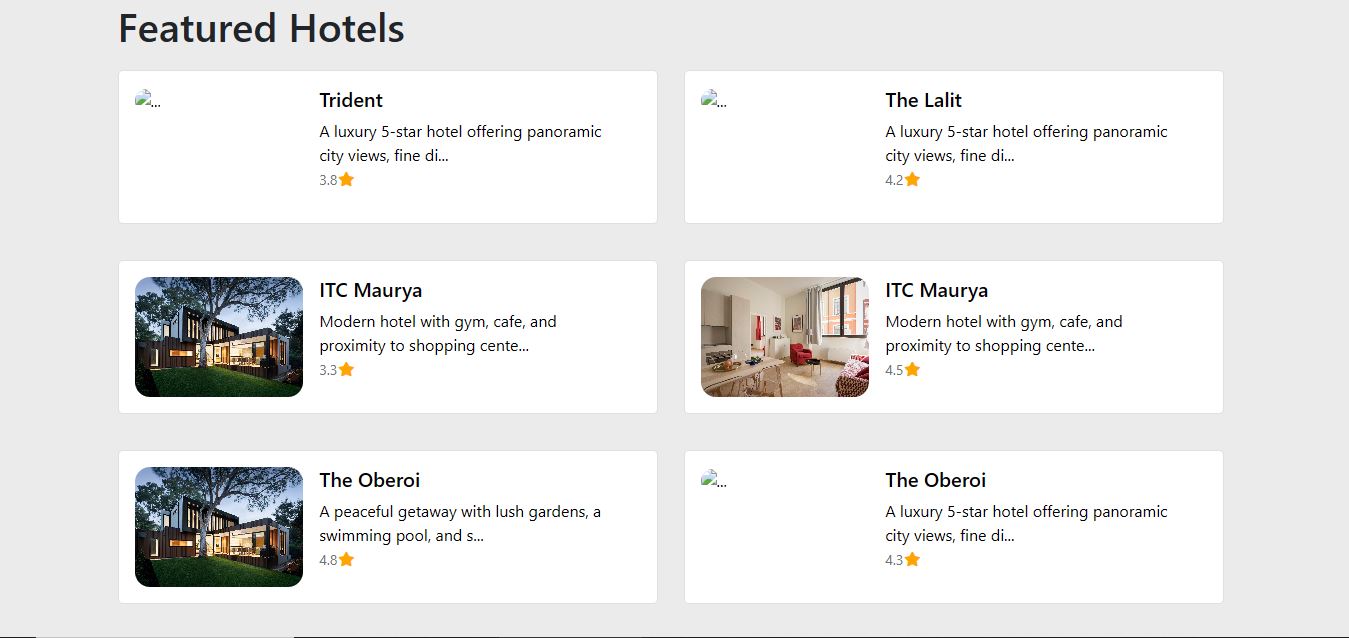 Featured Hotels
...
Trident
A luxury 5-star hotel offering panoramic
city views, fine di...
3.8
...
The Lalit
A luxury 5-star hotel offering panoramic
city views, fine di...
4.2
ITC Maurya
Modern hotel with gym, cafe, and
proximity to shopping cente...
3.3
ITC Maurya
Modern hotel with gym, cafe, and
proximity to shopping cente...
4.5
The Oberoi
A peaceful getaway with lush gardens, a
swimming pool, and s...
4.8
...
The Oberoi
A luxury 5-star hotel offering panoramic
city views, fine di...
4.3